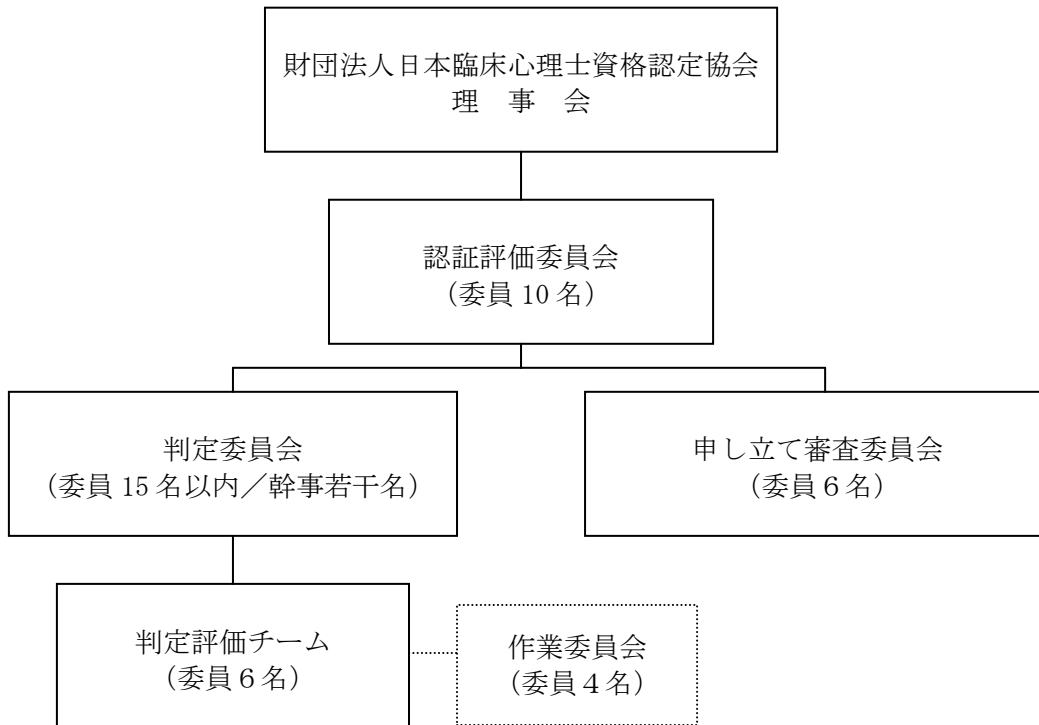 財団法人日本臨床心理士資格認定協会
理　事　会
認証評価委員会
（委員 10 名）
判定委員会
（委員 15 名以内／幹事若干名）
申し立て審査委員会
（委員６名）
判定評価チーム
（委員６名）
作業委員会
（委員４名）